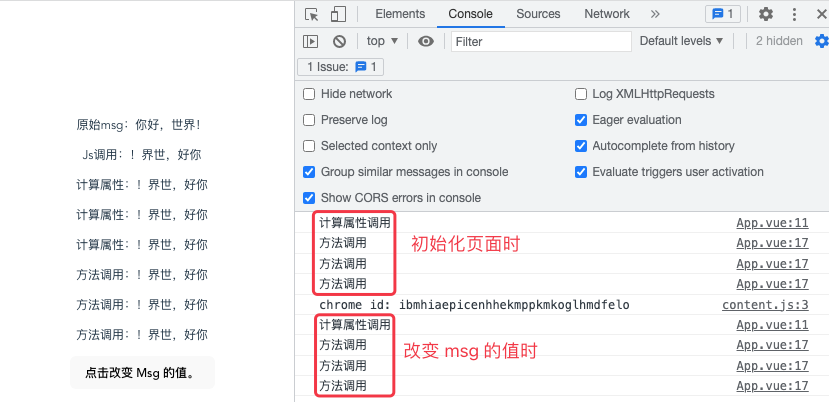 原始msg：你好，世界！
Js调用：！界世，好你
计算属性：！界世，好你
计算属性：！界世，好你
计算属性：！界世，好你
方法调用：！界世，好你
方法调用：！界世，好你
方法调用：！界世，好你
点击改变 Msg 的值。
Elements Console Sources Network » 1
top ▼ Filter Default levels ▼ 2 hidden
1 Issue: 1
Hide network Log XMLHttpRequests
Preserve log Eager evaluation
Selected context only Autocomplete from history
Group similar messages in console Evaluate triggers user activation
Show CORS errors in console
计算属性调用 App.vue:11
方法调用 初始化页面时 App.vue:17
方法调用 App.vue:17
方法调用 App.vue:17
chrome id: ibmhiaepicenhhekmppkmkoglhmdfelo content.js:3
计算属性调用 App.vue:11
方法调用 改变 msg 的值时 App.vue:17
方法调用 App.vue:17
方法调用 App.vue:17